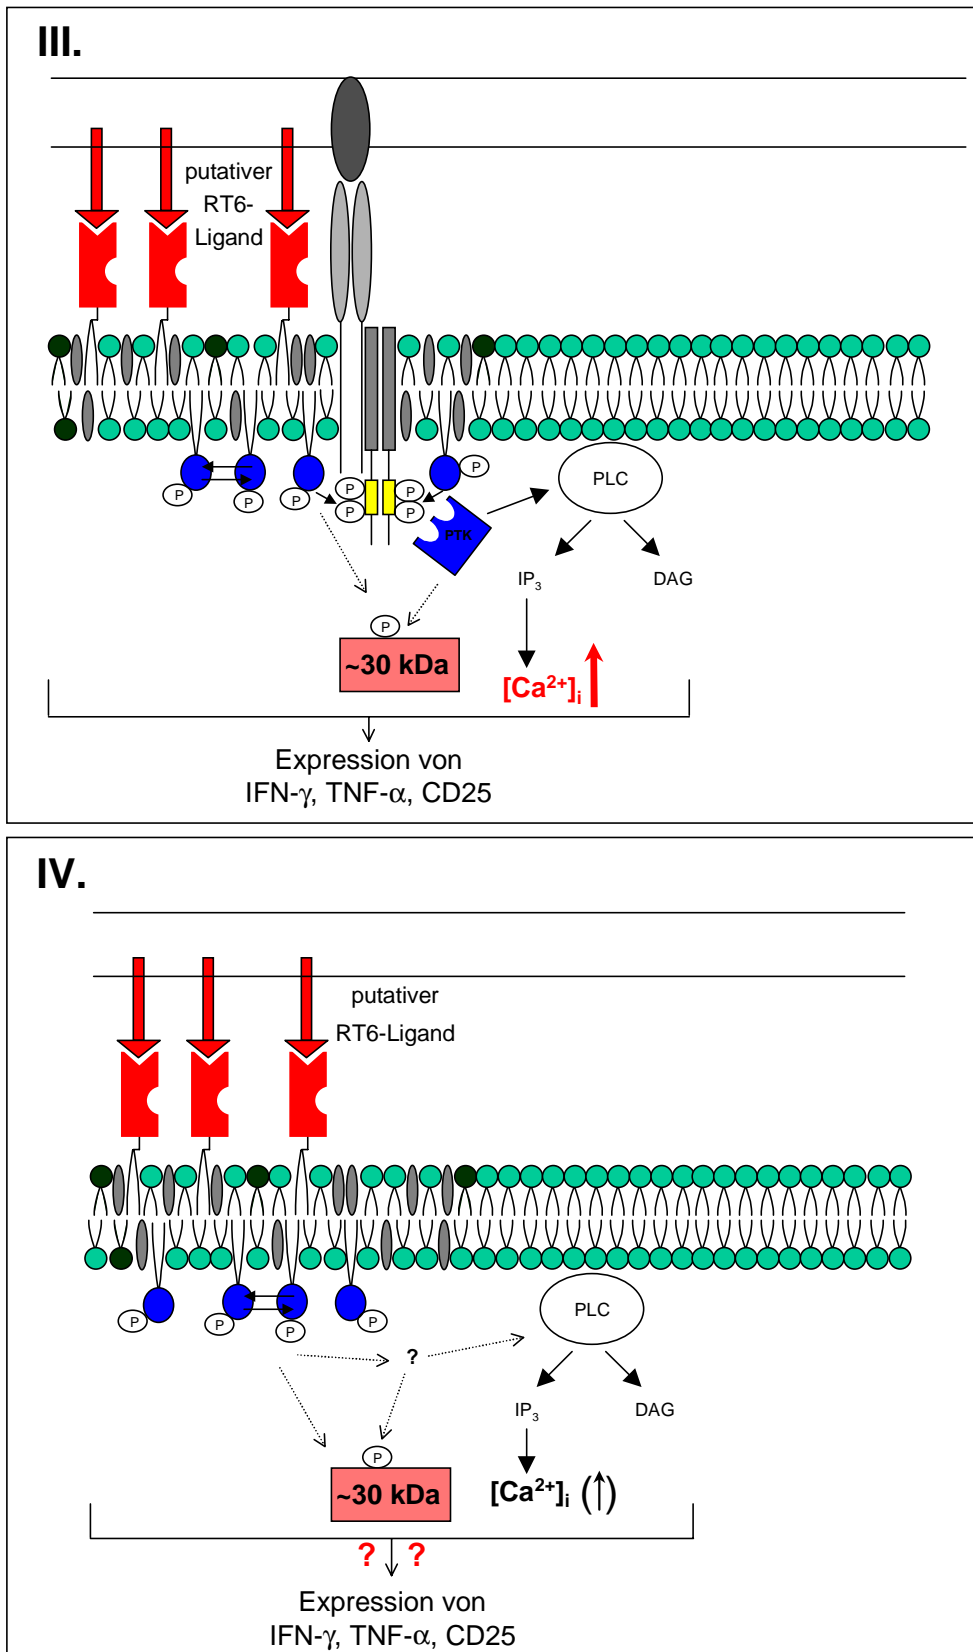 III.
putativer
RT6-
Ligand
P
P
P
P
P
P
P
P
PTK
PLC
IP₃
DAG
P
~30 kDa
[Ca²⁺]ᵢ
Expression von
IFN-γ, TNF-α, CD25
IV.
putativer
RT6-Ligand
P
P
P
P
PLC
?
IP₃
DAG
P
~30 kDa
[Ca²⁺]ᵢ (↑)
? ?
Expression von
IFN-γ, TNF-α, CD25